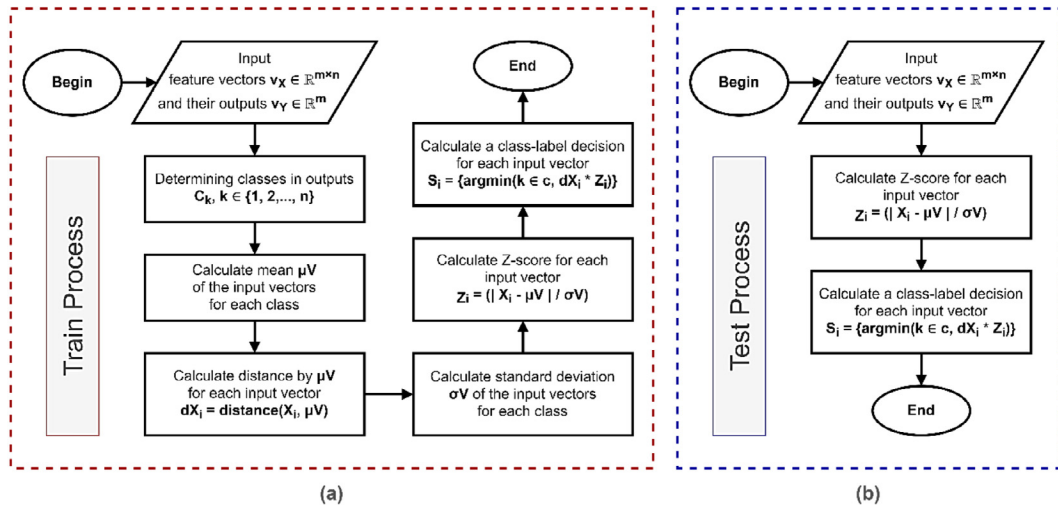 Begin
Input
feature vectors vX ∈ ℝm×n
and their outputs vY ∈ ℝm
Train Process
Determining classes in outputs
Ck, k ∈ {1, 2,..., n}
Calculate mean µV
of the input vectors
for each class
Calculate distance by µV
for each input vector
dXi = distance(Xi, µV)
Calculate standard deviation
σV of the input vectors
for each class
Calculate Z-score for each
input vector
Zi = (| Xi - µV | / σV)
Calculate a class-label decision
for each input vector
Si = {argmin(k ∈ c, dXi * Zi)}
End
(a)
Begin
Input
feature vectors vX ∈ ℝm×n
and their outputs vY ∈ ℝm
Test Process
Calculate Z-score for each
input vector
Zi = (| Xi - µV | / σV)
Calculate a class-label decision
for each input vector
Si = {argmin(k ∈ c, dXi * Zi)}
End
(b)